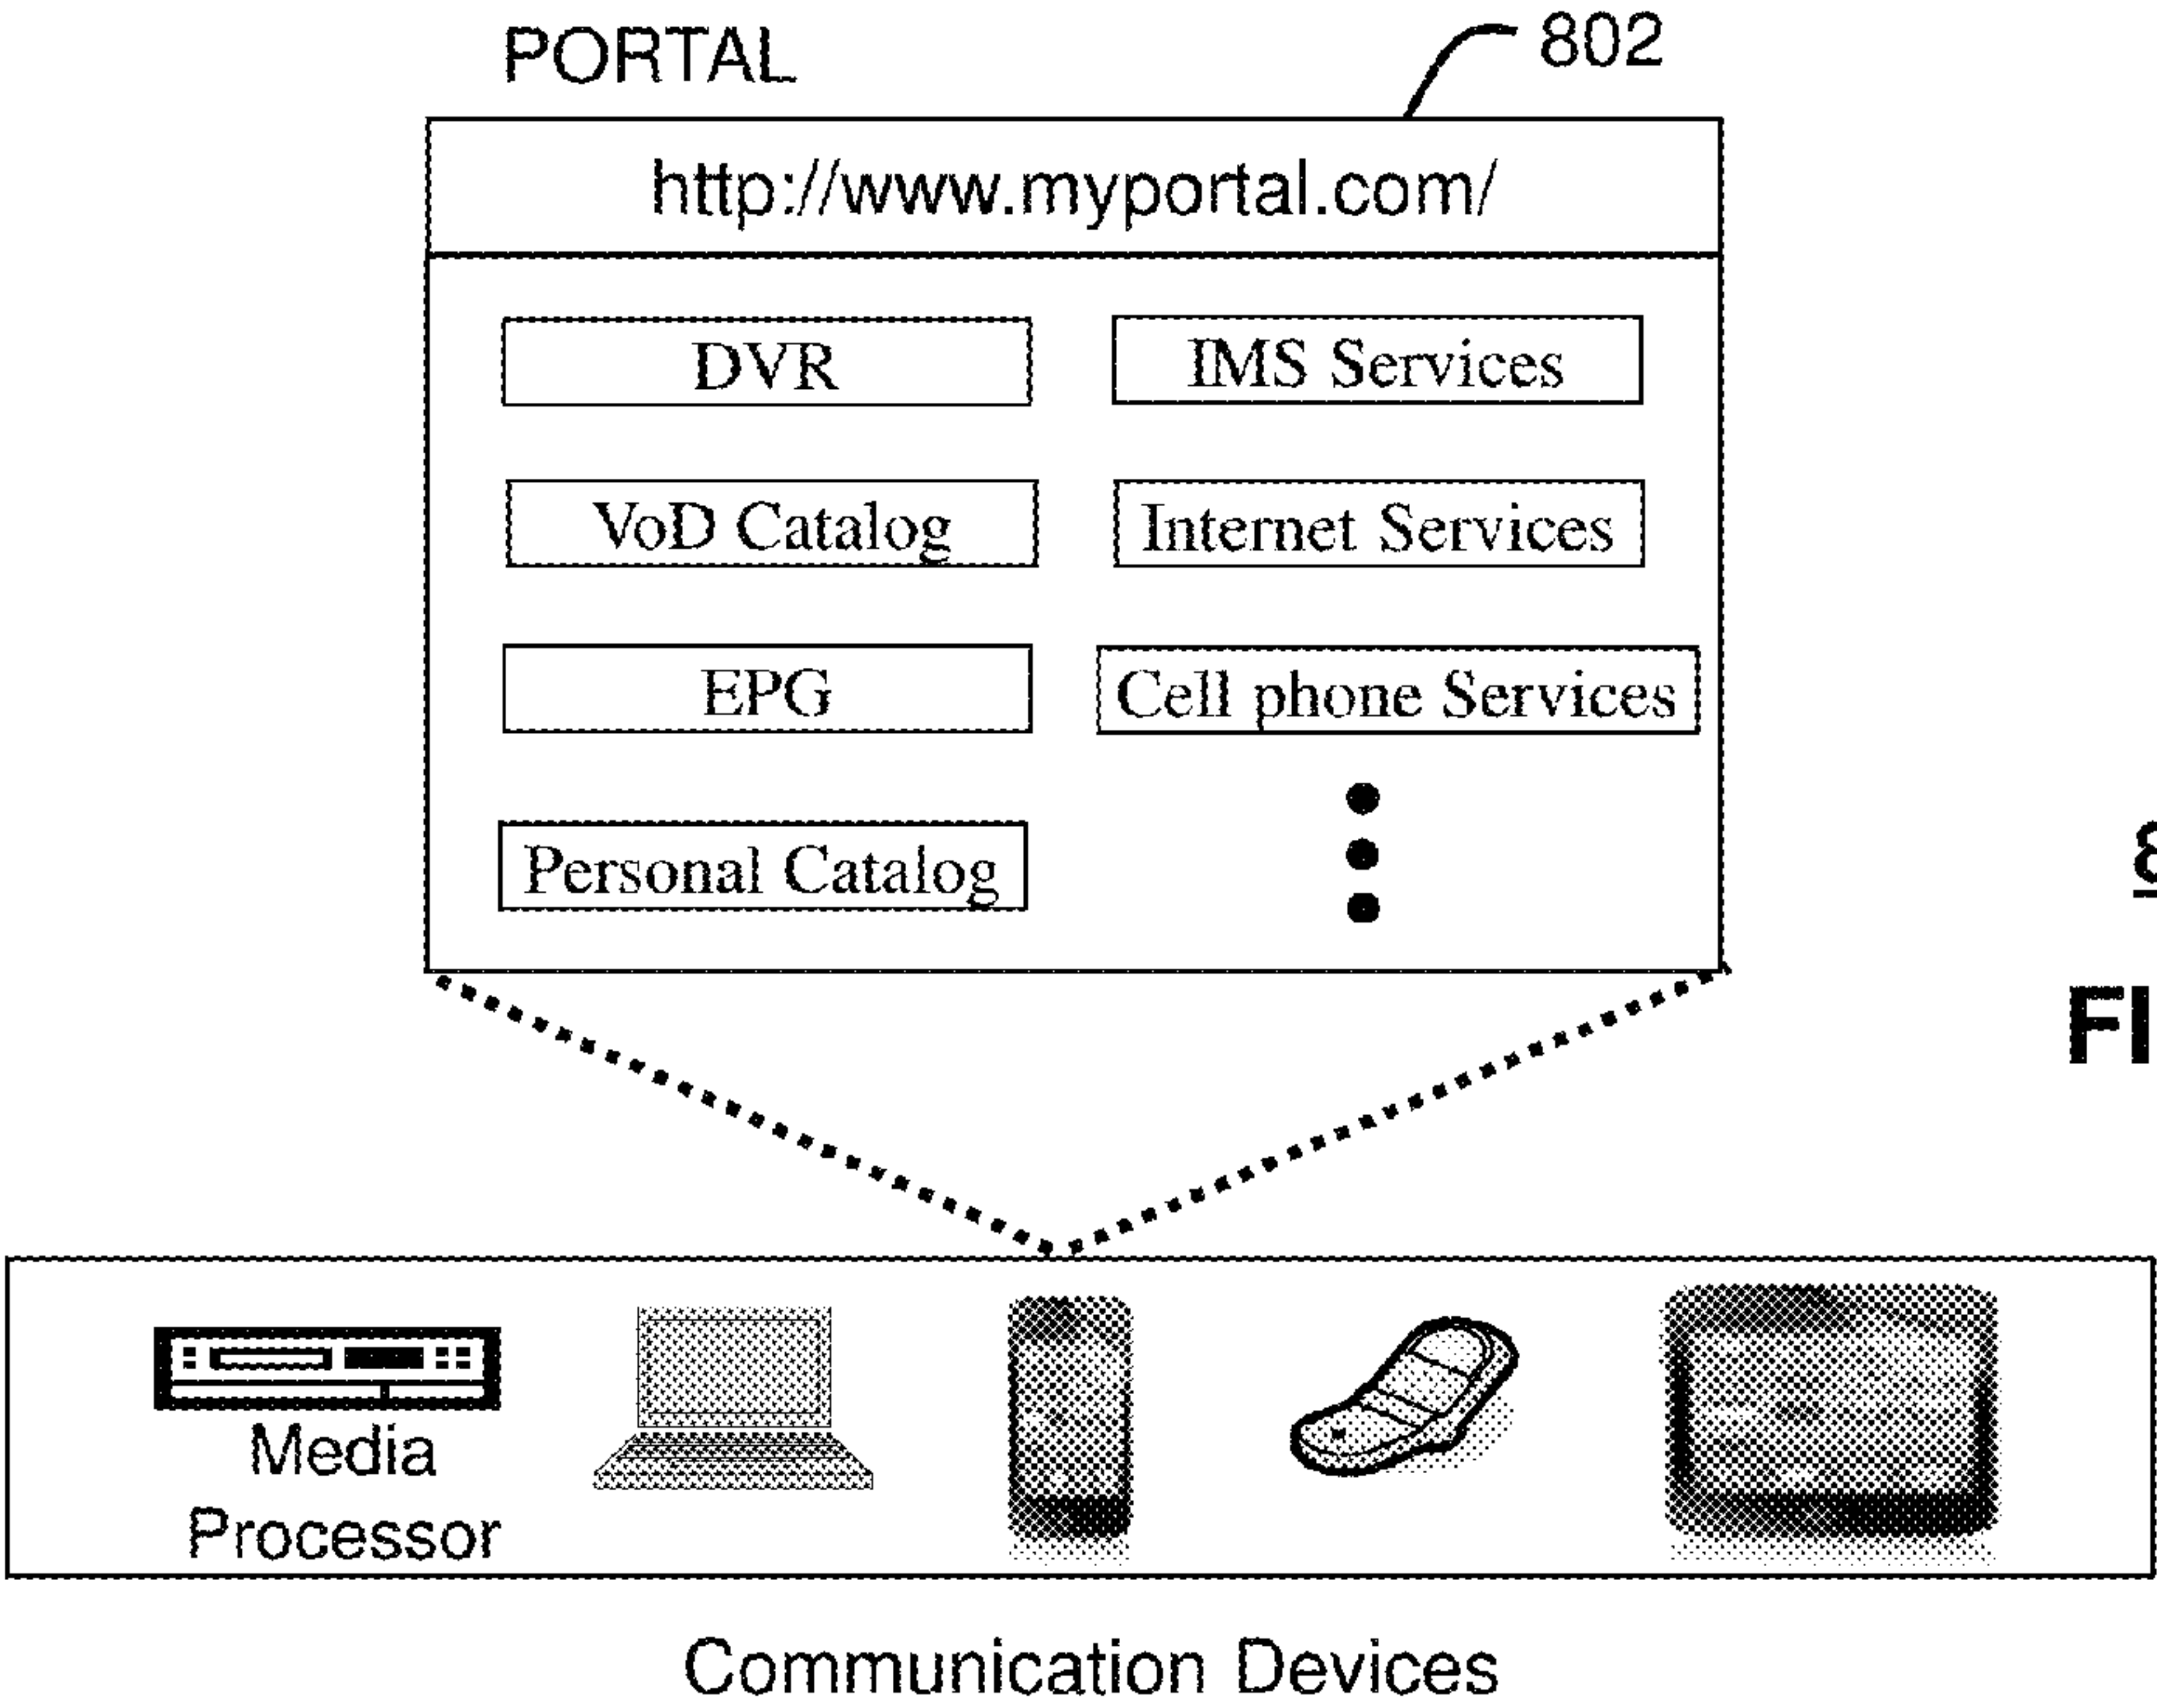 PORTAL
802
http://www.myportal.com/
DVR
IMS Services
VoD Catalog
Internet Services
EPG
Cell phone Services
Personal Catalog
FI
Media
Processor
Communication Devices